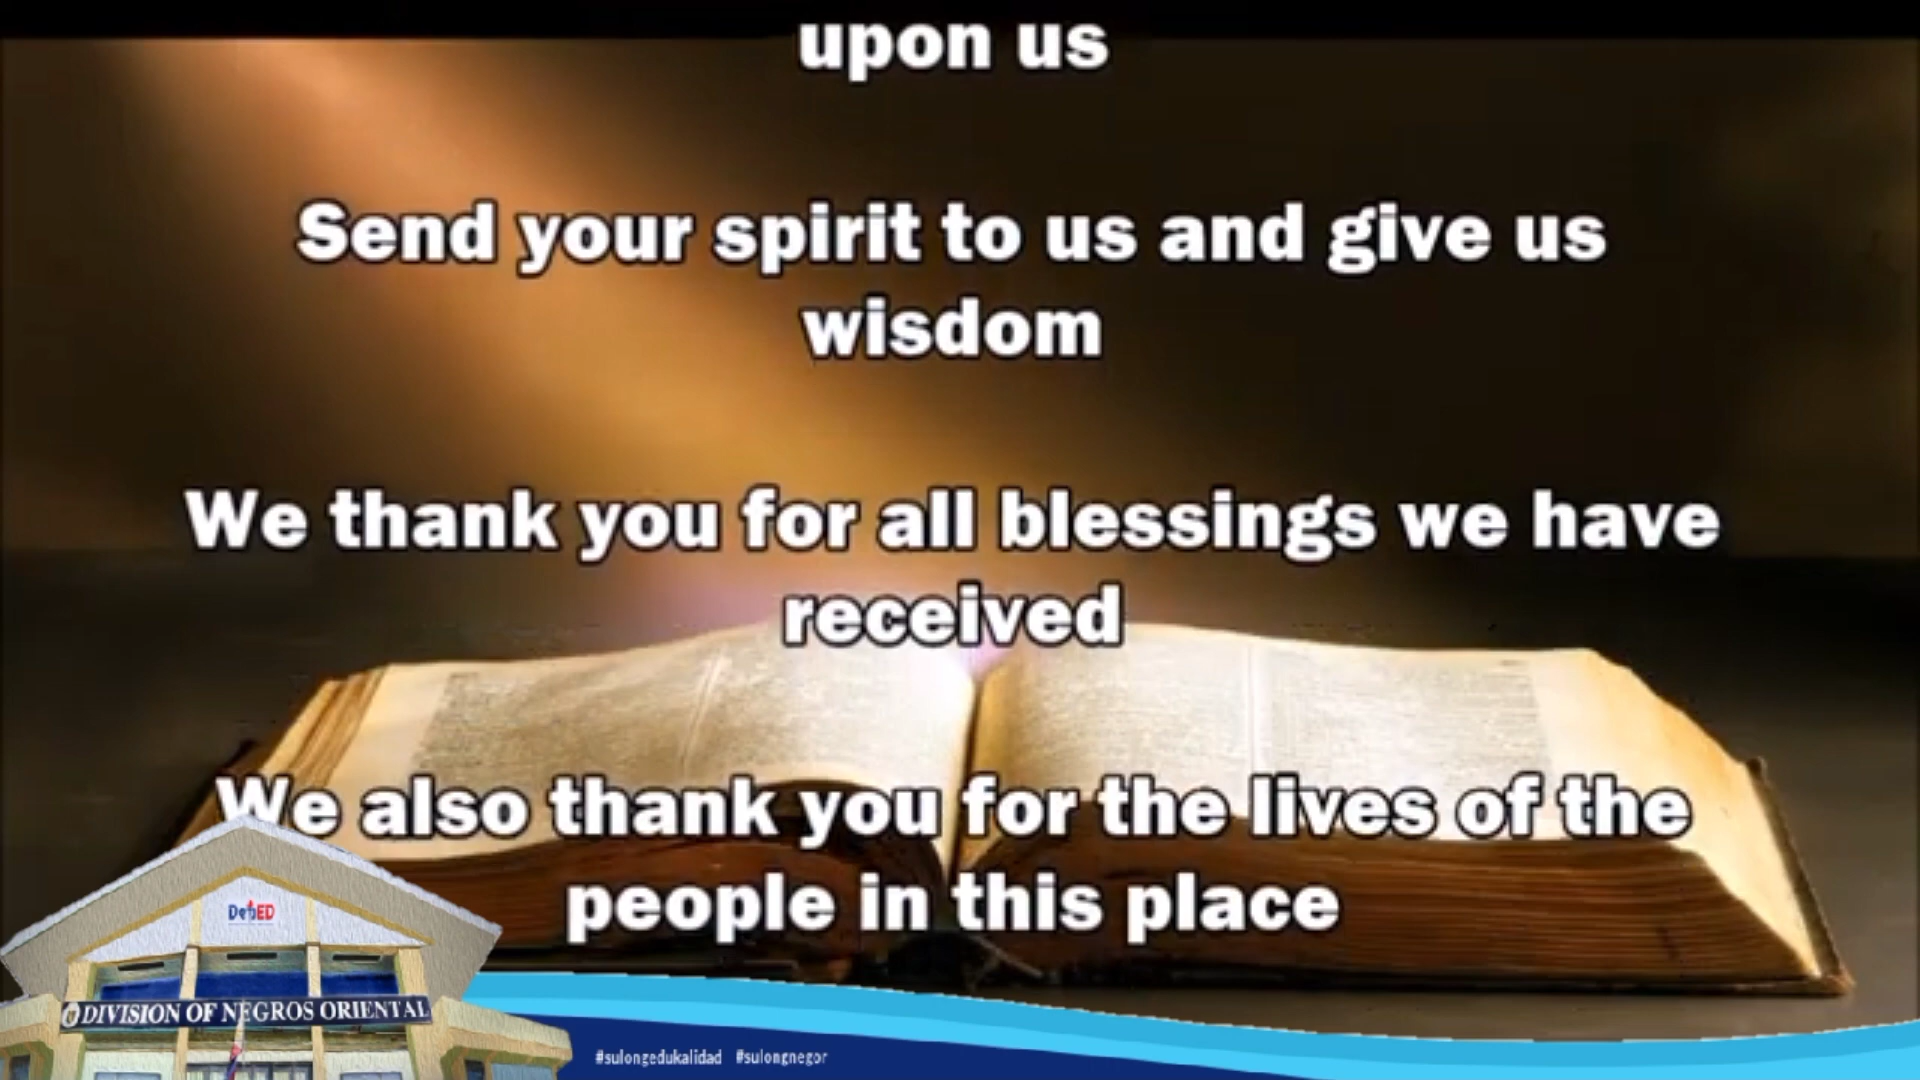 upon us
Send your spirit to us and give us
wisdom
We thank you for all blessings we have
received
We also thank you for the lives of the
people in this place
DepED
DIVISION OF NEGROS ORIENTAL
#sulongedukalidad #sulongnegor